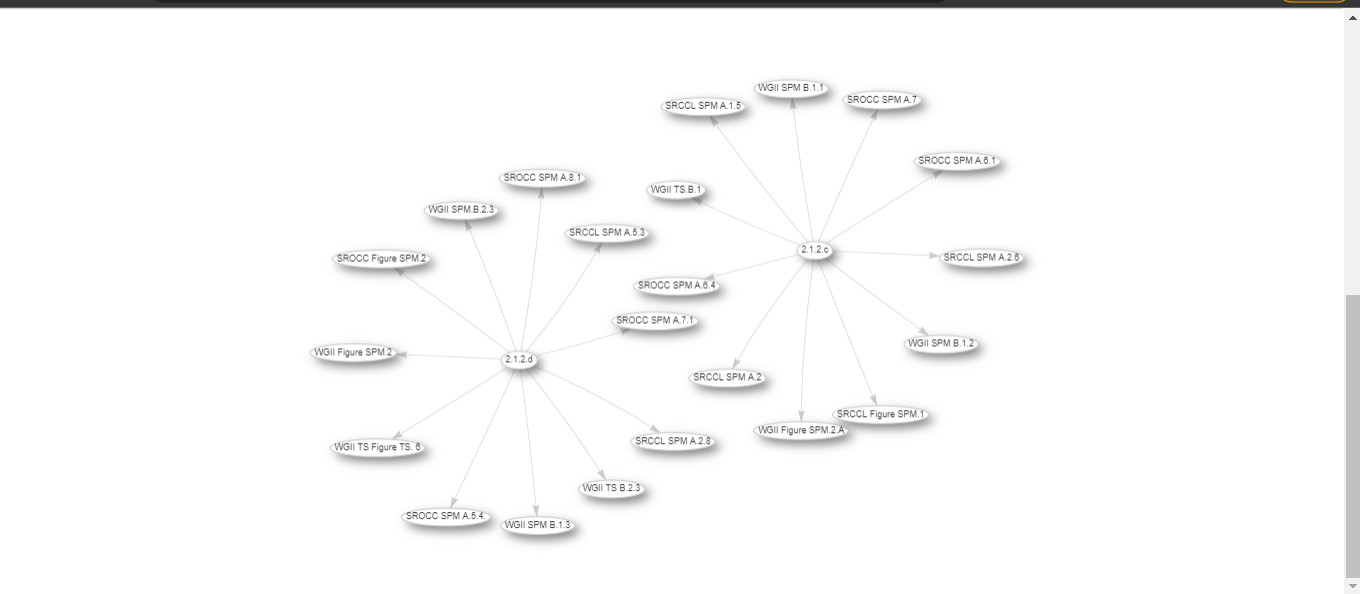 WGII SPM B.1.1
SROCC SPM A.7
SRCCL SPM A.1.5
SROCC SPM A.6.1
SROCC SPM A.8.1
WGII TS.B.1
WGII SPM.B.2.3
SRCCL SPM A.5.3
2.1.2.c
SROCC Figure SPM.2
SRCCL SPM A.2.6
SROCC SPM A.6.4
SROCC SPM A.7.1
WGII SPM B.1.2
WGII Figure SPM.2
2.1.2.d
SRCCL SPM A.2
SRCCL Figure SPM.1
WGII Figure SPM.2.A
SRCCL SPM A.2.8
WGII TS Figure TS. 6
WGII TS B.2.3
SROCC SPM A.5.4.
WGII SPM B.1.3